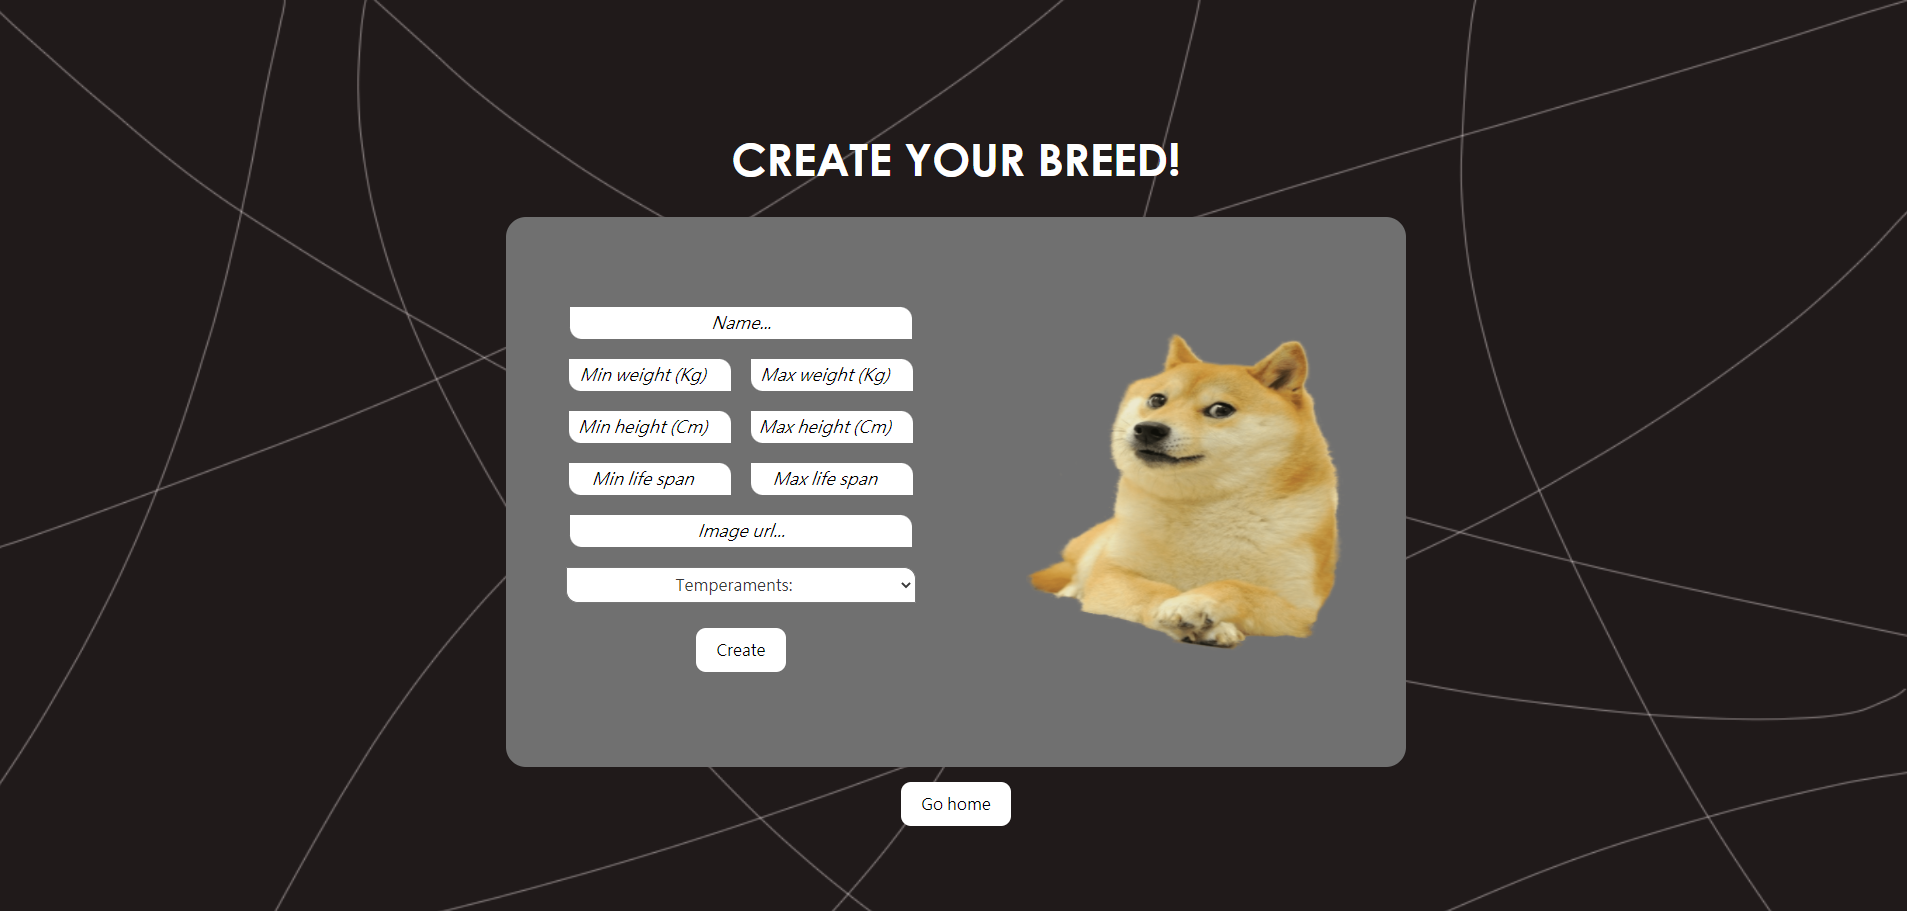 CREATE YOUR BREED!
Name...
Min weight (Kg) Max weight (Kg)
Min height (Cm) Max height (Cm)
Min life span Max life span
Image url...
Temperaments:
Create
Go home